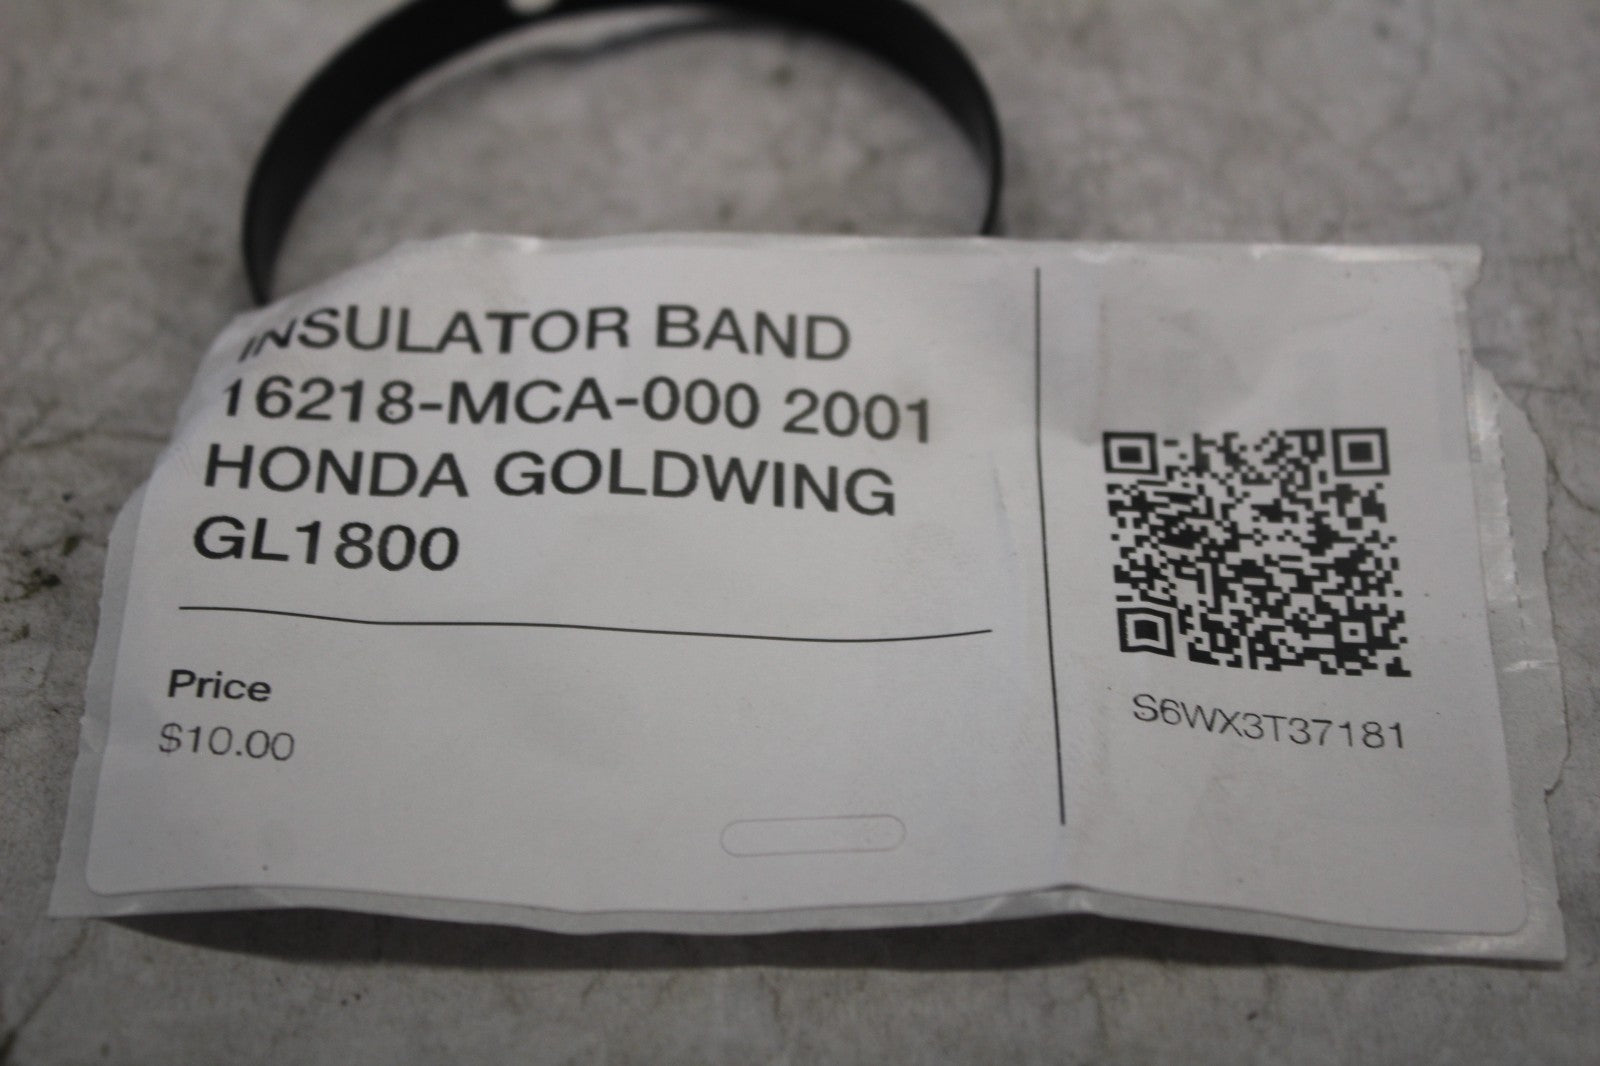 INSULATOR BAND
16218-MCA-000 2001
HONDA GOLDWING
GL1800
Price
$10.00
S6WX3T37181